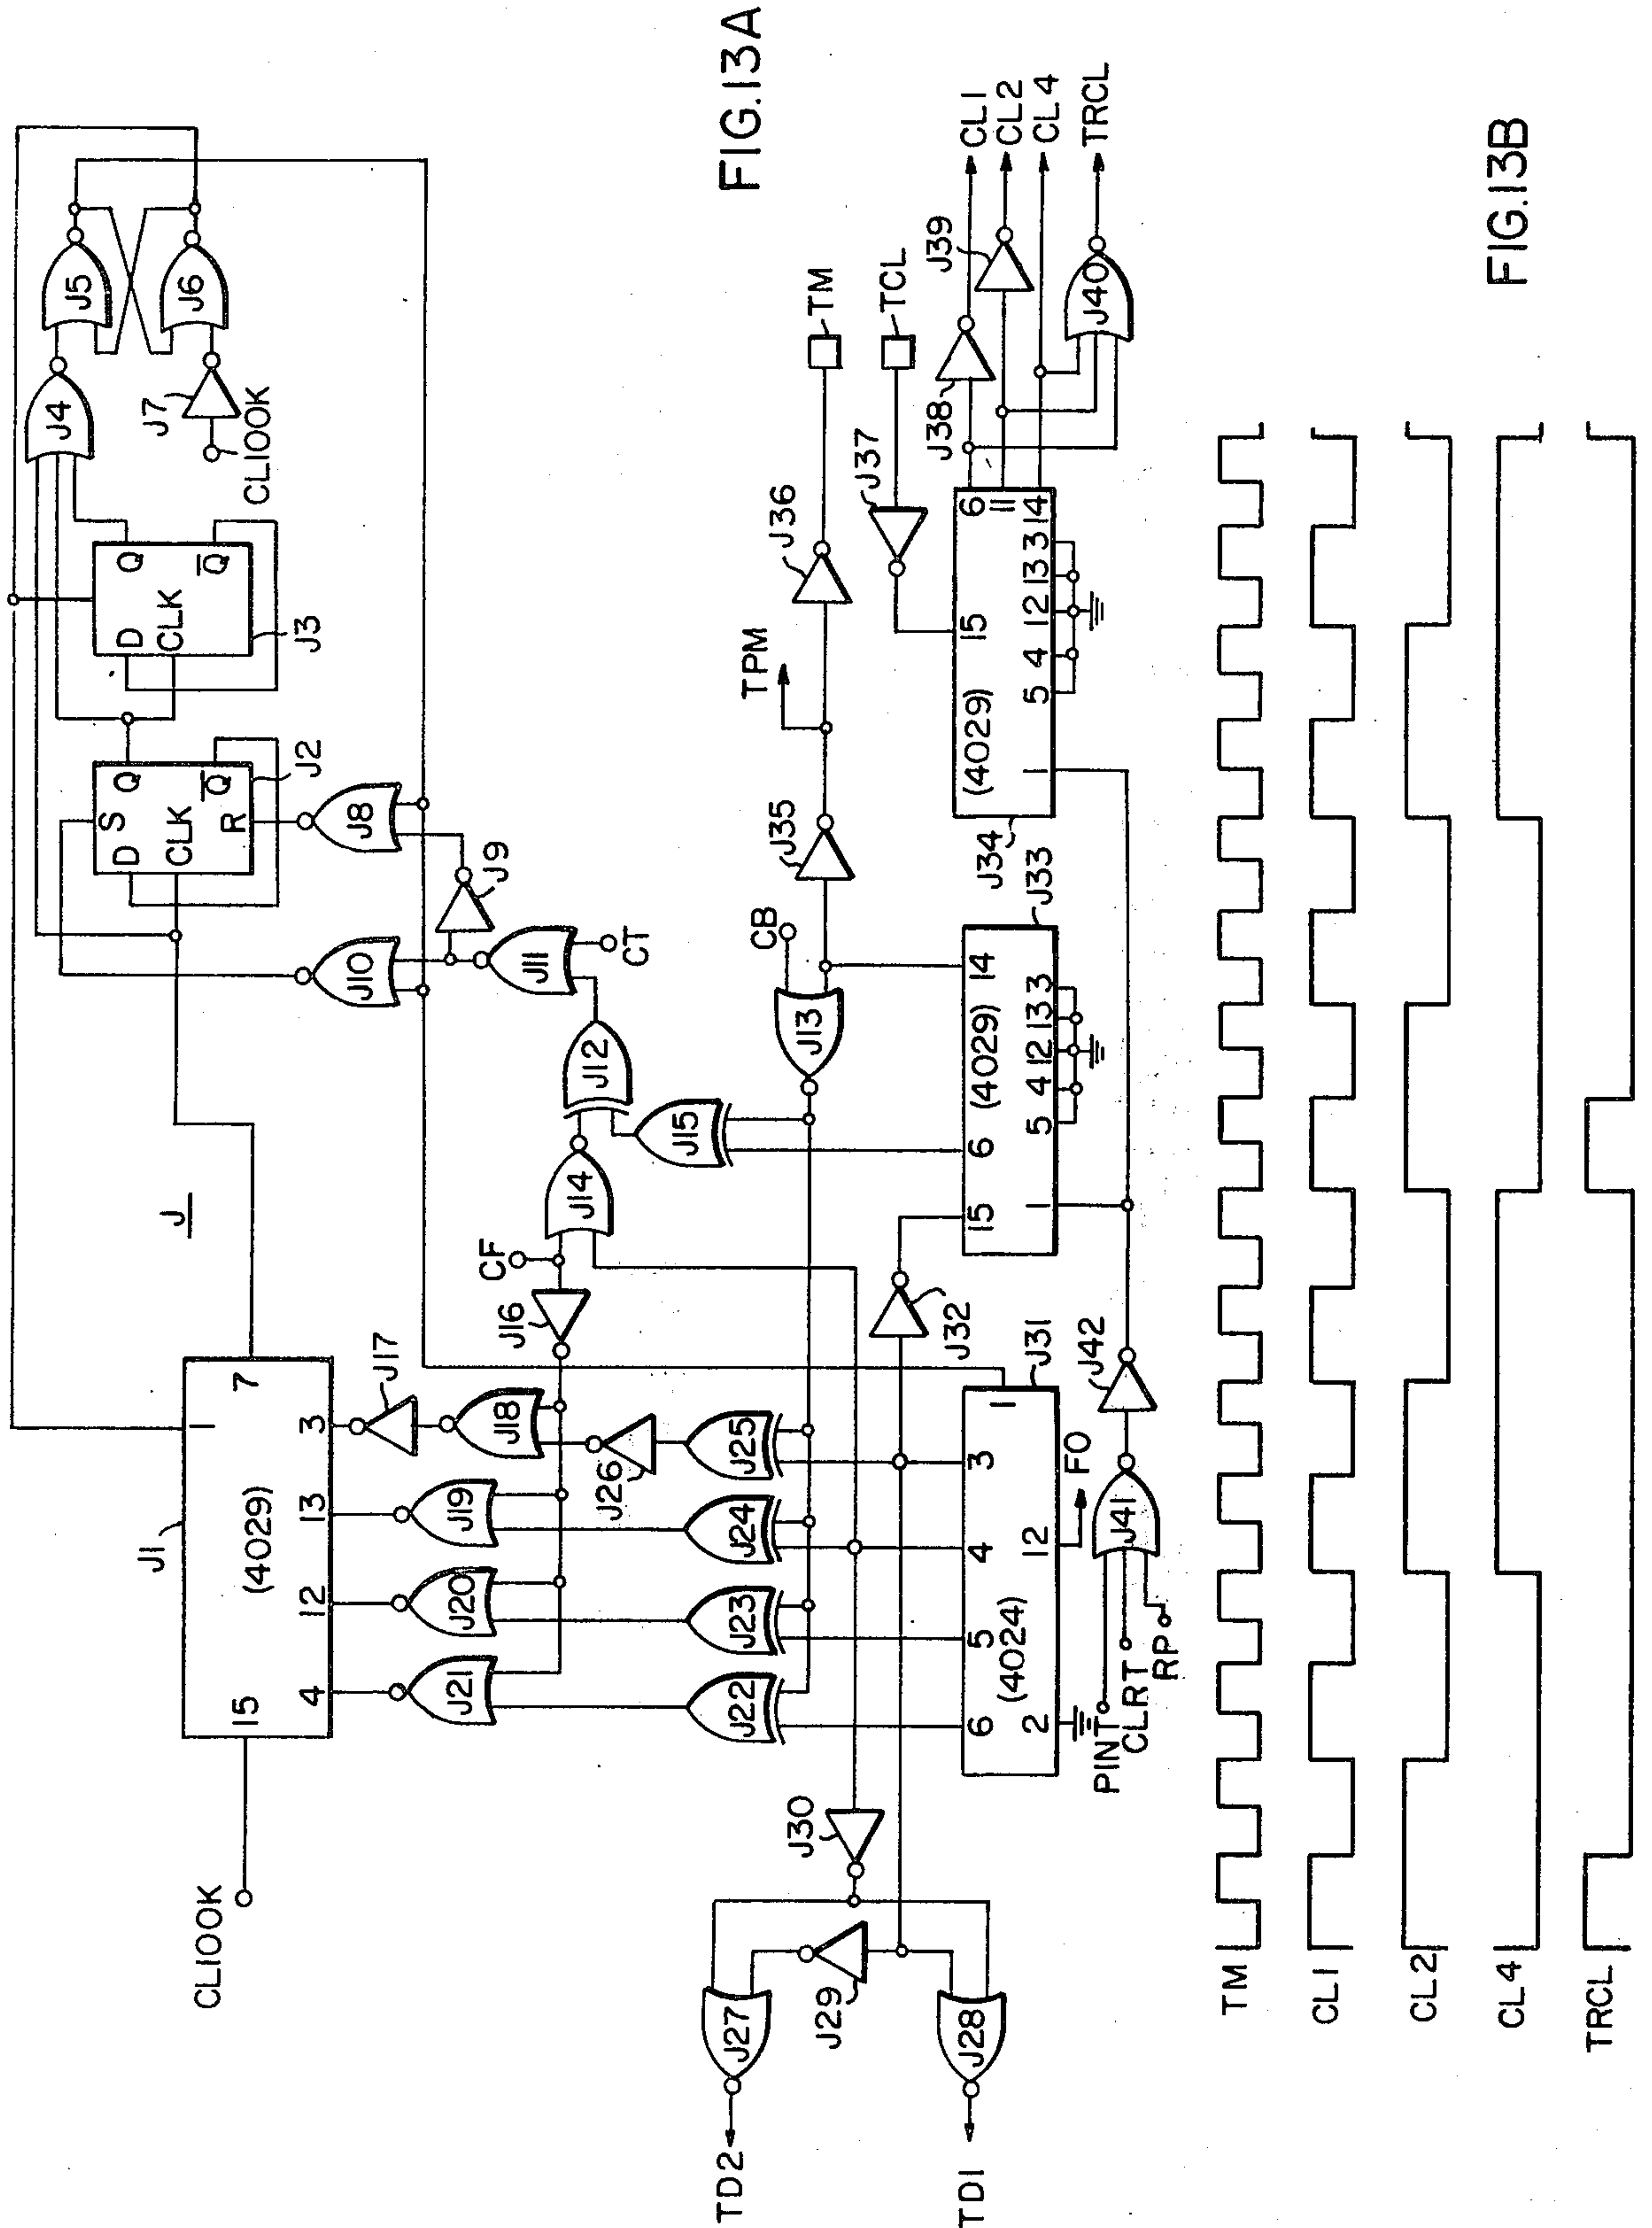 FIG.13A
J
CL100K
J1
(4029)
15
1
7
4
12
13
3
J17
J21
J20
J19
J18
J16
CF
J26
J22
J23
J24
J25
J14
J12
J15
J11
CT
J10
J9
J8
J2
S
D
Q
CLK
Q
R
J3
D
Q
CLK
Q
J4
J5
J6
J7
CL100K
J13
CB
J35
TPM
J36
TM
J37
TCL
J30
J29
J27
J28
TD2
TD1
J31
(4024)
6
5
4
3
1
2
12
FO
J32
J33
(4029)
15
6
14
1
5
4
12
13
3
J34
(4029)
15
6
11
14
1
5
4
12
13
3
J38
J39
J40
CL1
CL2
CL4
TRCL
J41
J42
PINT
CLRT
RP
FIG.13B
TM
CL1
CL2
CL4
TRCL